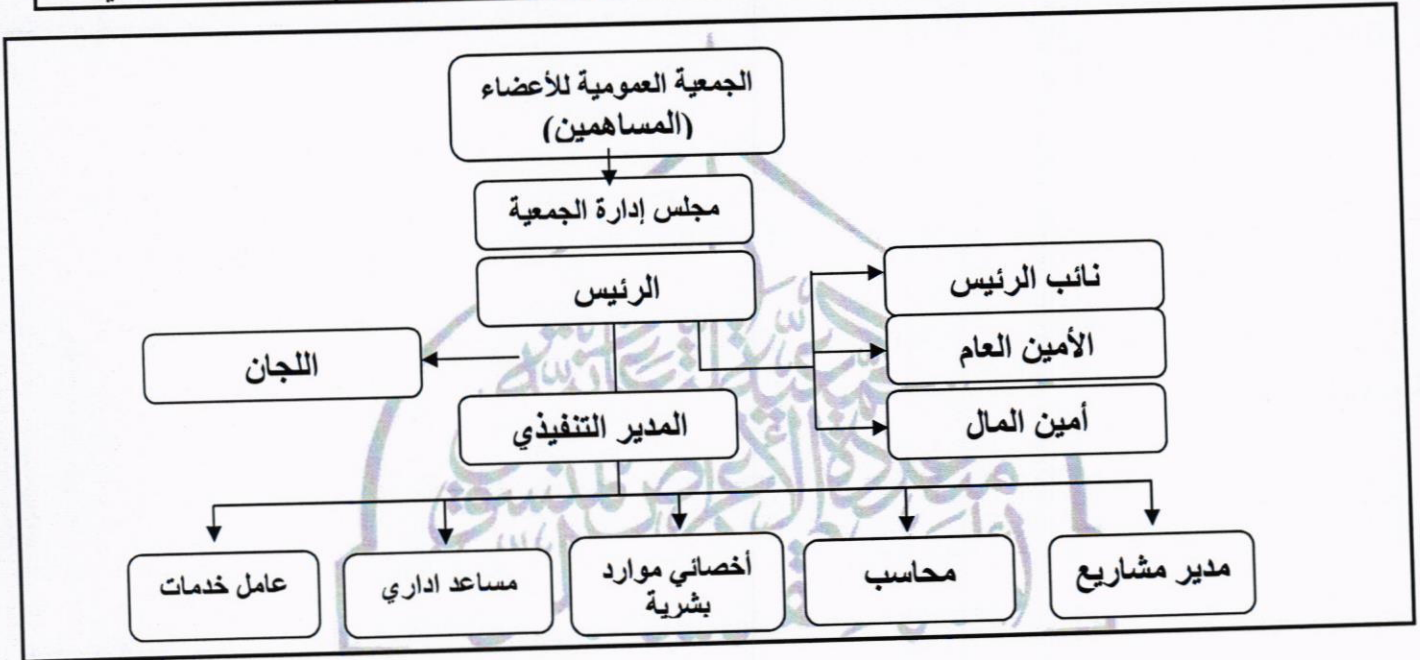 الجمعية العمومية للأعضاء
(المساهمين)
مجلس إدارة الجمعية
الرئيس
نائب الرئيس
الأمين العام
أمين المال
اللجان
المدير التنفيذي
مدير مشاريع
محاسب
أخصائي موارد
بشرية
مساعد اداري
عامل خدمات